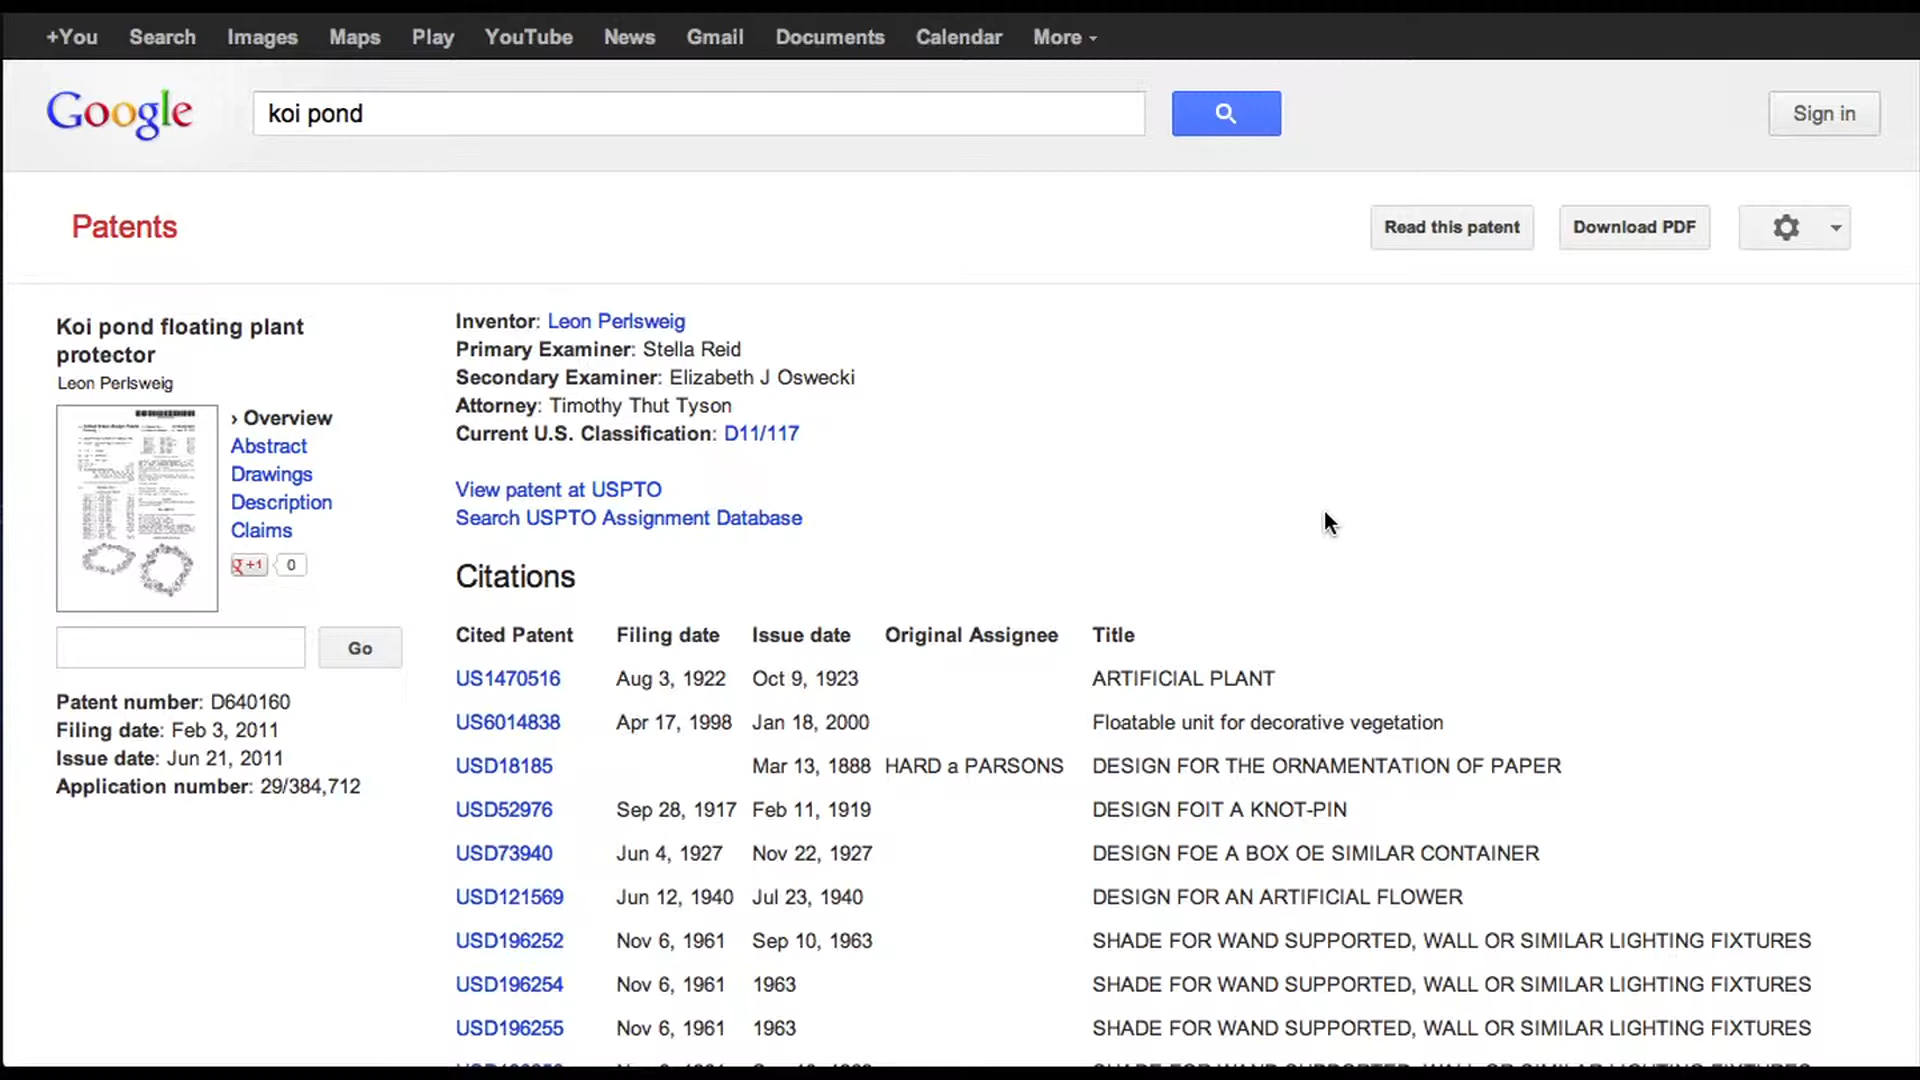 +You Search Images Maps Play YouTube News Gmail Documents Calendar More
Google koi pond Sign in
Patents Read this patent Download PDF
Koi pond floating plant
protector
Leon Perlsweig
› Overview
Abstract
Drawings
Description
Claims
+1 0
Go
Patent number: D640160
Filing date: Feb 3, 2011
Issue date: Jun 21, 2011
Application number: 29/384,712
Inventor: Leon Perlsweig
Primary Examiner: Stella Reid
Secondary Examiner: Elizabeth J Oswecki
Attorney: Timothy Thut Tyson
Current U.S. Classification: D11/117
View patent at USPTO
Search USPTO Assignment Database
Citations
Cited Patent Filing date Issue date Original Assignee Title
US1470516 Aug 3, 1922 Oct 9, 1923 ARTIFICIAL PLANT
US6014838 Apr 17, 1998 Jan 18, 2000 Floatable unit for decorative vegetation
USD18185 Mar 13, 1888 HARD a PARSONS DESIGN FOR THE ORNAMENTATION OF PAPER
USD52976 Sep 28, 1917 Feb 11, 1919 DESIGN FOIT A KNOT-PIN
USD73940 Jun 4, 1927 Nov 22, 1927 DESIGN FOE A BOX OE SIMILAR CONTAINER
USD121569 Jun 12, 1940 Jul 23, 1940 DESIGN FOR AN ARTIFICIAL FLOWER
USD196252 Nov 6, 1961 Sep 10, 1963 SHADE FOR WAND SUPPORTED, WALL OR SIMILAR LIGHTING FIXTURES
USD196254 Nov 6, 1961 1963 SHADE FOR WAND SUPPORTED, WALL OR SIMILAR LIGHTING FIXTURES
USD196255 Nov 6, 1961 1963 SHADE FOR WAND SUPPORTED, WALL OR SIMILAR LIGHTING FIXTURES